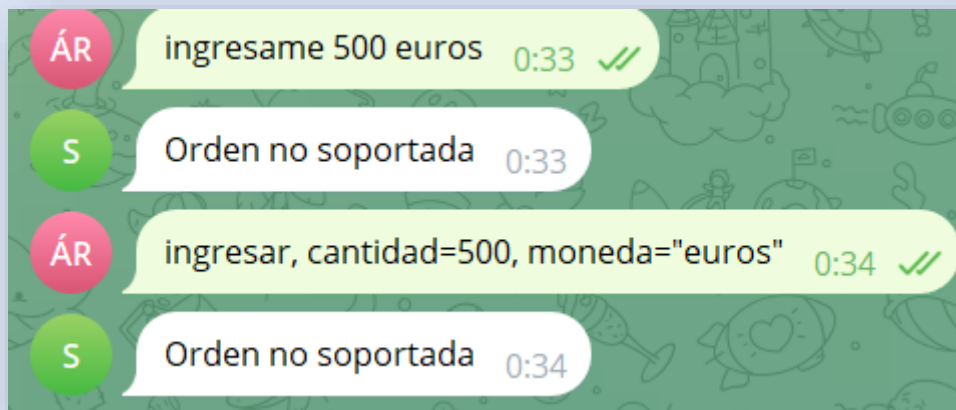 ÁR
ingresame 500 euros 0:33
S
Orden no soportada 0:33
ÁR
ingresar, cantidad=500, moneda="euros" 0:34
S
Orden no soportada 0:34